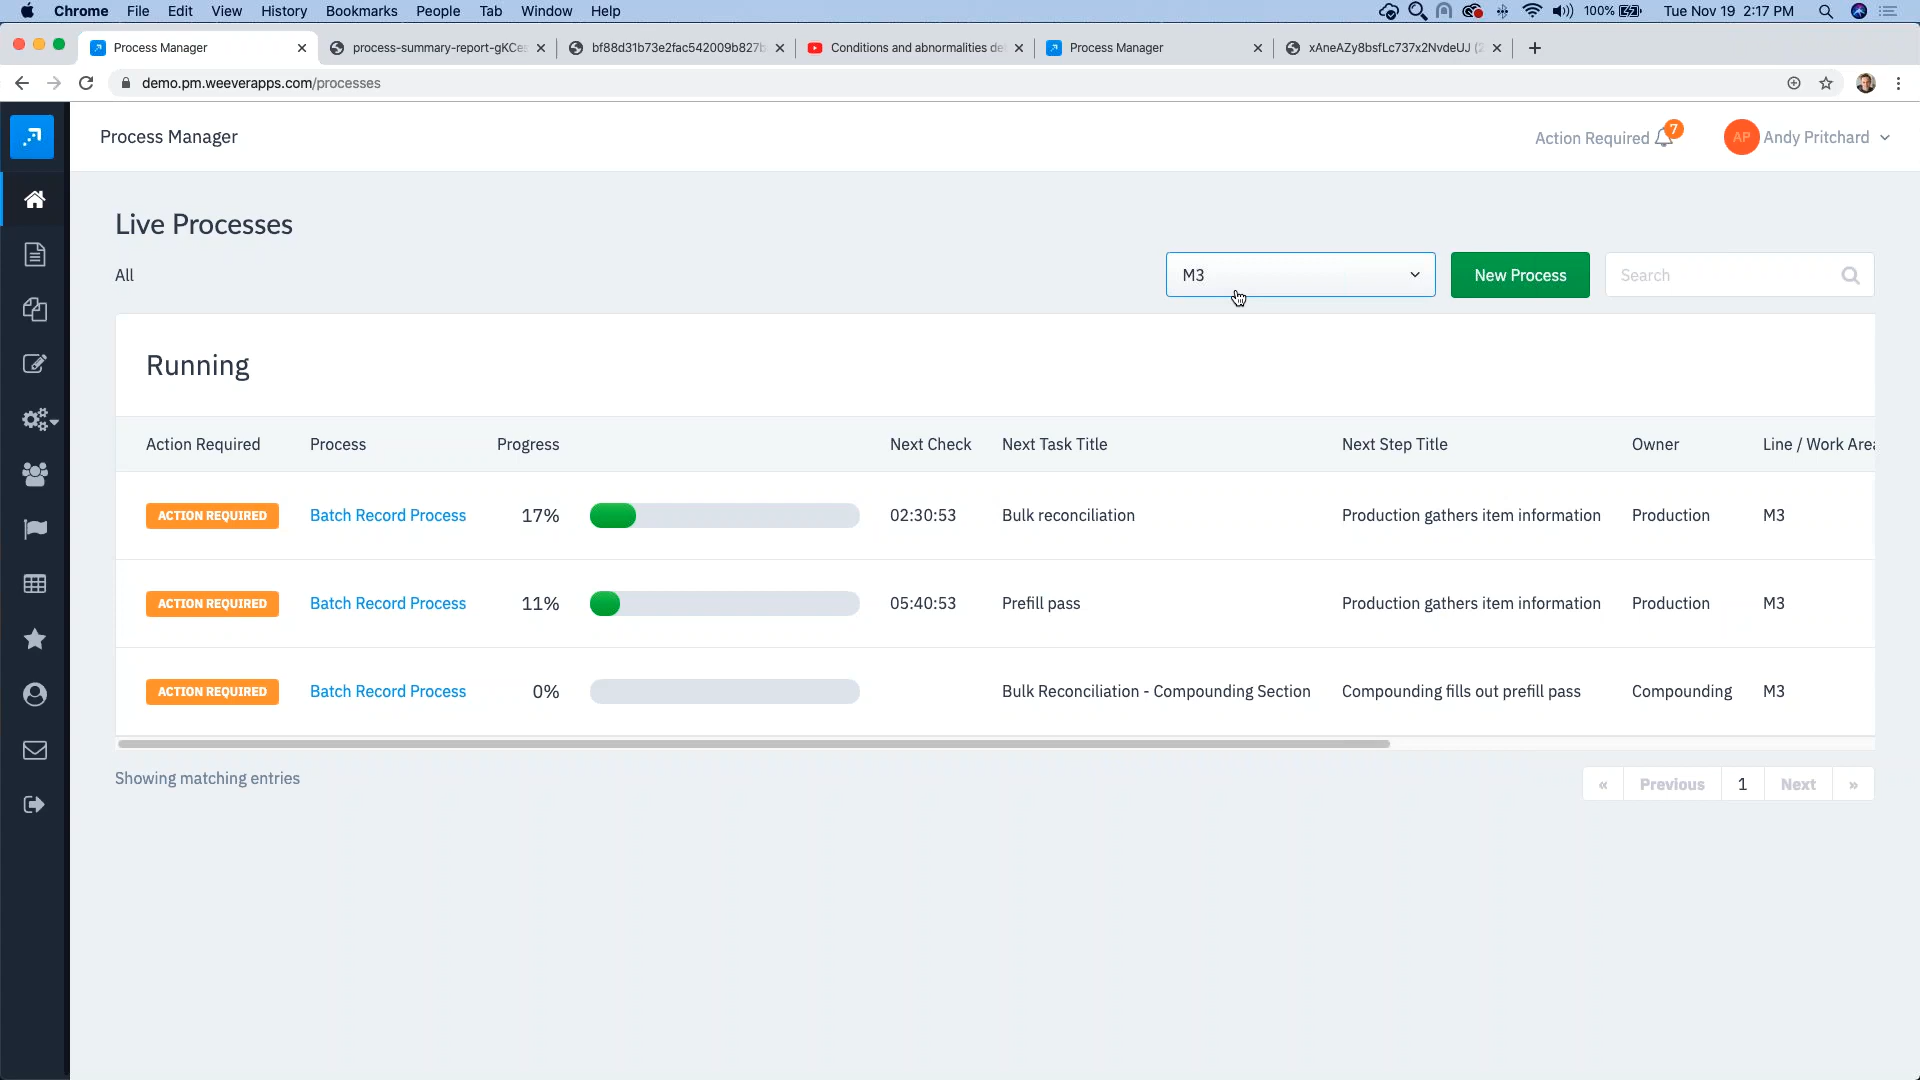 Chrome File Edit View History Bookmarks People Tab Window Help 100% Tue Nov 19 2:17 PM
Process Manager process-summary-report-gKCes bf88d31b73e2fac542009b827b Conditions and abnormalities de Process Manager xAneAZy8bsfLc737x2NvdeUJ (2
demo.pm.weeverapps.com/processes
Process Manager
Action Required 7 AP Andy Pritchard
Live Processes
All M3 New Process Search
Running
Action Required Process Progress Next Check Next Task Title Next Step Title Owner Line / Work Area
ACTION REQUIRED Batch Record Process 17% 02:30:53 Bulk reconciliation Production gathers item information Production M3
ACTION REQUIRED Batch Record Process 11% 05:40:53 Prefill pass Production gathers item information Production M3
ACTION REQUIRED Batch Record Process 0% Bulk Reconciliation - Compounding Section Compounding fills out prefill pass Compounding M3
Showing matching entries
« Previous 1 Next »